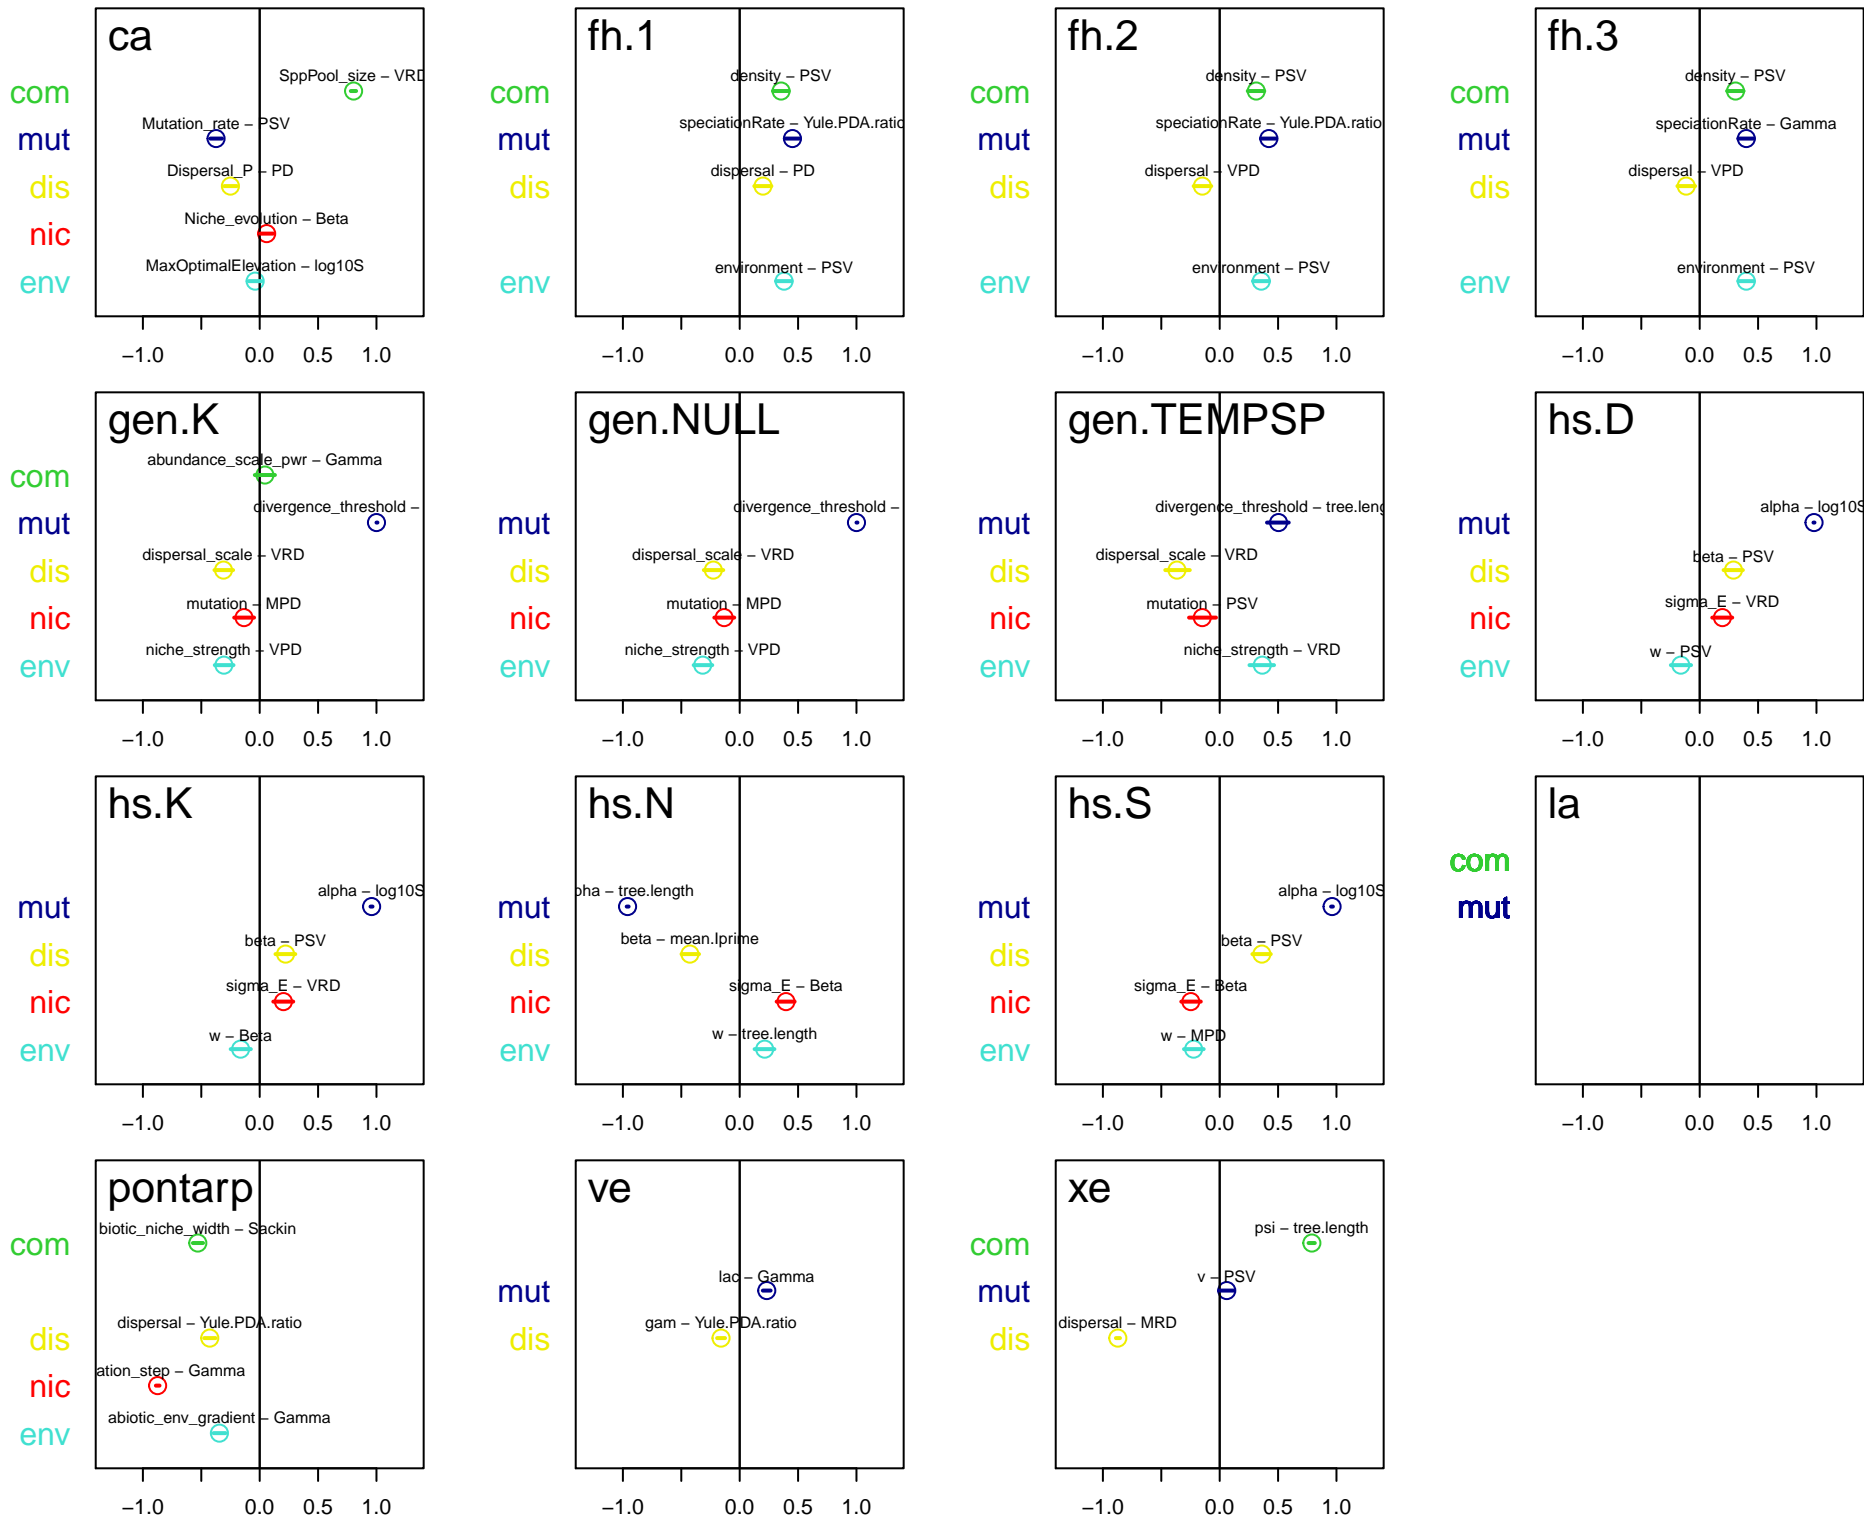 ca
SppPool_size – VRD
com
Mutation_rate – PSV
mut
Dispersal_P – PD
dis
Niche_evolution – Beta
nic
MaxOptimalElevation – log10S
env
−1.0 0.0 0.5 1.0
fh.1
density – PSV
com
speciationRate – Yule.PDA.ratio
mut
dispersal – PD
dis
environment – PSV
env
−1.0 0.0 0.5 1.0
fh.2
density – PSV
com
speciationRate – Yule.PDA.ratio
mut
dispersal – VPD
dis
environment – PSV
env
−1.0 0.0 0.5 1.0
fh.3
density – PSV
com
speciationRate – Gamma
mut
dispersal – VPD
dis
environment – PSV
env
−1.0 0.0 0.5 1.0
gen.K
abundance_scale_pwr – Gamma
com
divergence_threshold –
mut
dispersal_scale – VRD
dis
mutation – MPD
nic
niche_strength – VPD
env
−1.0 0.0 0.5 1.0
gen.NULL
divergence_threshold –
mut
dispersal_scale – VRD
dis
mutation – MPD
nic
niche_strength – VPD
env
−1.0 0.0 0.5 1.0
gen.TEMPSP
divergence_threshold – tree.leng
mut
dispersal_scale – VRD
dis
mutation – PSV
nic
niche_strength – VRD
env
−1.0 0.0 0.5 1.0
hs.D
alpha – log10S
mut
beta – PSV
dis
sigma_E – VRD
nic
w – PSV
env
−1.0 0.0 0.5 1.0
hs.K
alpha – log10S
mut
beta – PSV
dis
sigma_E – VRD
nic
w – Beta
env
−1.0 0.0 0.5 1.0
hs.N
pha – tree.length
mut
beta – mean.Iprime
dis
sigma_E – Beta
nic
w – tree.length
env
−1.0 0.0 0.5 1.0
hs.S
alpha – log10S
mut
beta – PSV
dis
sigma_E – Beta
nic
w – MPD
env
−1.0 0.0 0.5 1.0
la
com
mut
−1.0 0.0 0.5 1.0
pontarp
biotic_niche_width – Sackin
com
dispersal – Yule.PDA.ratio
dis
ation_step – Gamma
nic
abiotic_env_gradient – Gamma
env
−1.0 0.0 0.5 1.0
ve
lac – Gamma
mut
gam – Yule.PDA.ratio
dis
−1.0 0.0 0.5 1.0
xe
psi – tree.length
com
v – PSV
mut
dispersal – MRD
dis
−1.0 0.0 0.5 1.0